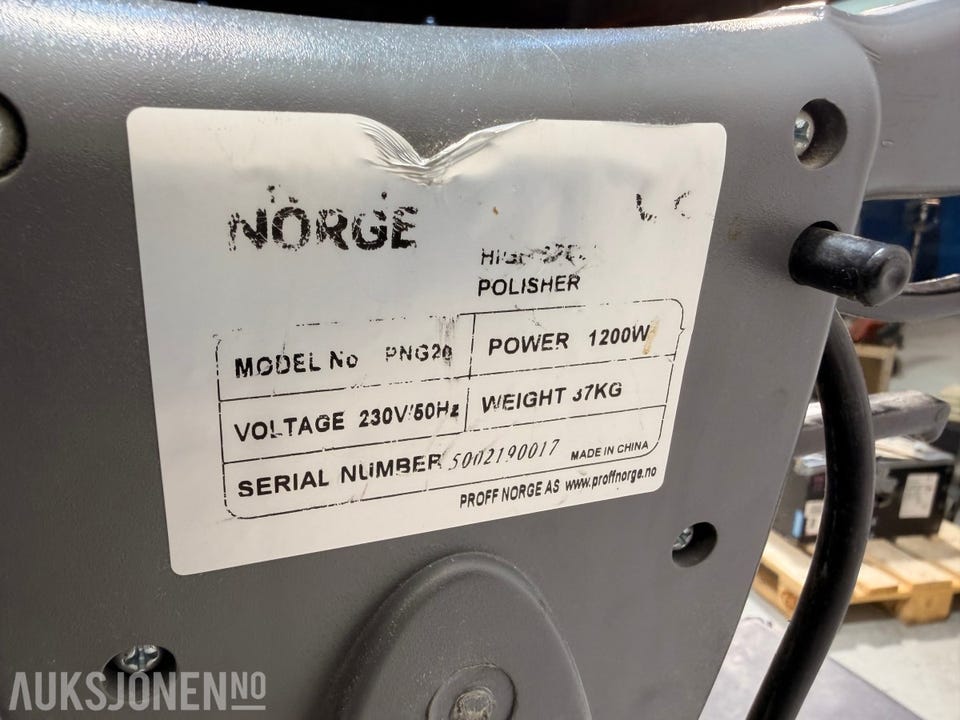 NORGE
POLISHER
MODEL No PNG20
POWER 1200W
VOLTAGE 230V/50Hz
WEIGHT 37KG
SERIAL NUMBER 5002190017 MADE IN CHINA
PROFF NORGE AS www.proffnorge.no
AUKSJONEN.NO